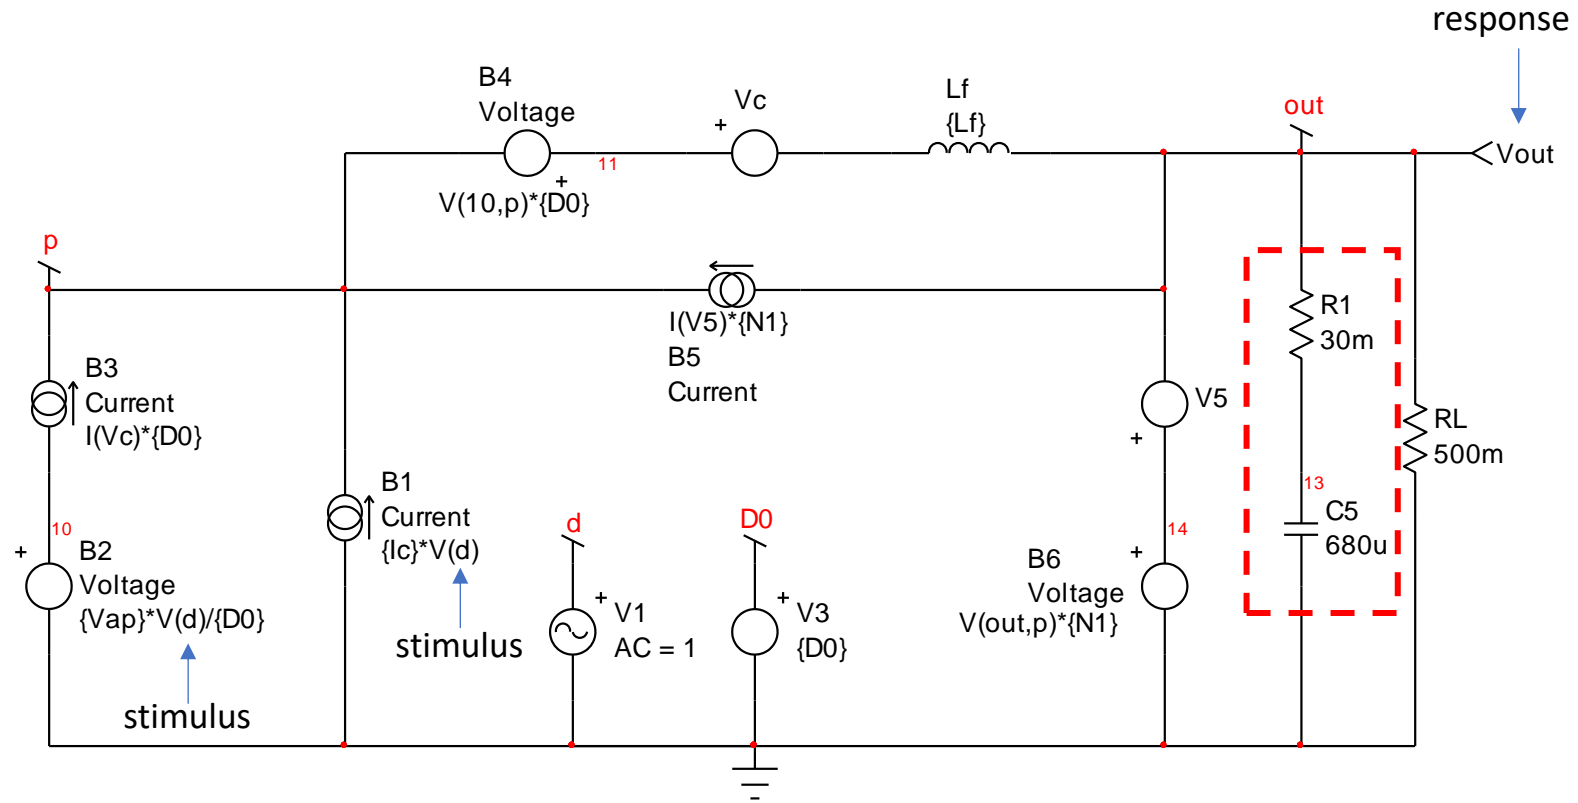 response
B4
Voltage
+
V(10,p)*{D0}
11
+
Vc
Lf
{Lf}
out
Vout
p
I(V5)*{N1}
B5
Current
B3
Current
I(Vc)*{D0}
10
+
B2
Voltage
{Vap}*V(d)/{D0}
stimulus
B1
Current
{Ic}*V(d)
stimulus
d
+
V1
AC = 1
D0
+
V3
{D0}
V5
+
14
+
B6
Voltage
V(out,p)*{N1}
R1
30m
13
C5
680u
RL
500m